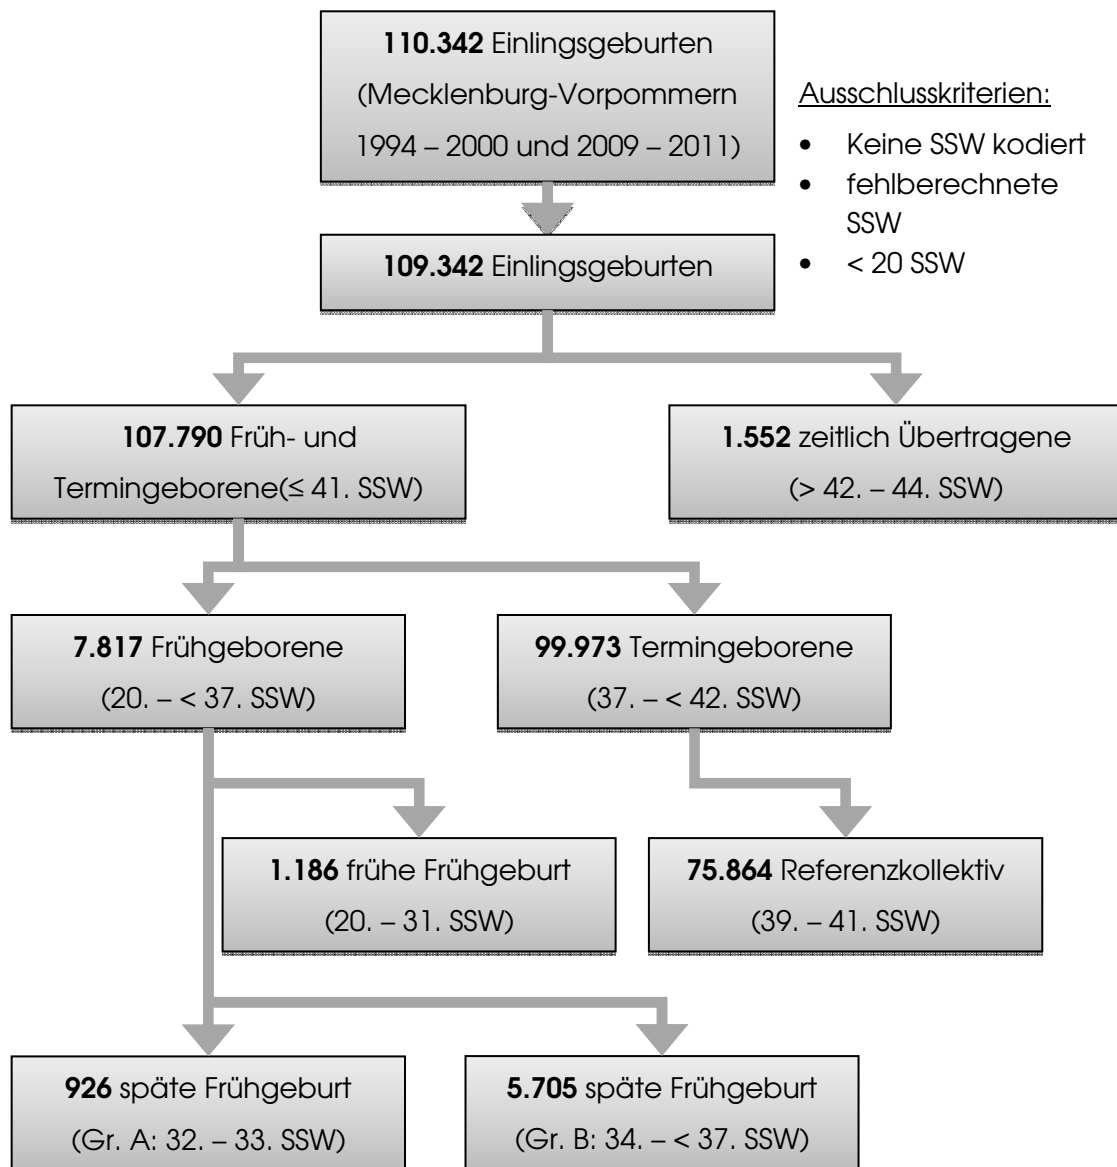 110.342 Einlingsgeburten
(Mecklenburg-Vorpommern
1994 – 2000 und 2009 – 2011)
Ausschlusskriterien:
• Keine SSW kodiert
• fehlberechnete
SSW
• < 20 SSW
109.342 Einlingsgeburten
107.790 Früh- und
Termingeborene(≤ 41. SSW)
1.552 zeitlich Übertragene
(> 42. – 44. SSW)
7.817 Frühgeborene
(20. – < 37. SSW)
99.973 Termingeborene
(37. – < 42. SSW)
1.186 frühe Frühgeburt
(20. – 31. SSW)
75.864 Referenzkollektiv
(39. – 41. SSW)
926 späte Frühgeburt
(Gr. A: 32. – 33. SSW)
5.705 späte Frühgeburt
(Gr. B: 34. – < 37. SSW)